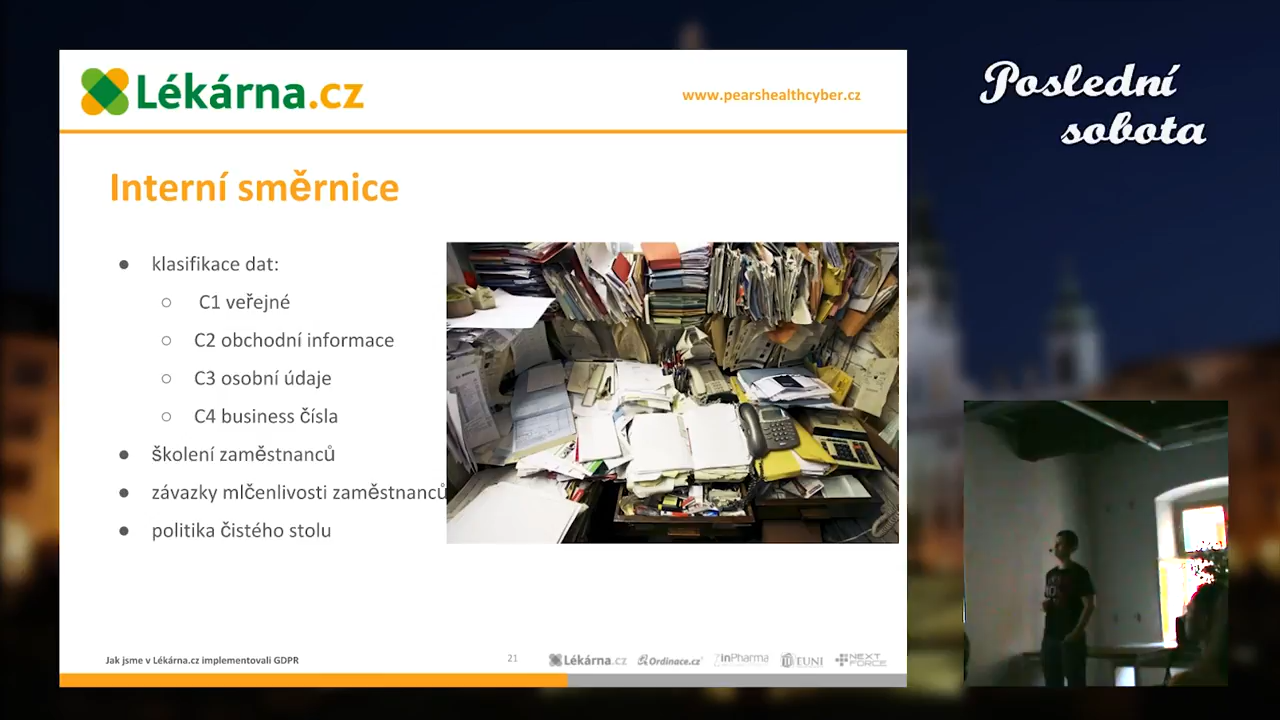 Lékárna.cz
www.pearshealthcyber.cz
Poslední
sobota
Interní směrnice
klasifikace dat:
C1 veřejné
C2 obchodní informace
C3 osobní údaje
C4 business čísla
školení zaměstnanců
závazky mlčenlivosti zaměstnanců
politika čistého stolu
Jak jsme v Lékárna.cz implementovali GDPR
21
Lékárna.cz
Ordinace.cz
inPharma
EUNI
NEXT
FORCE